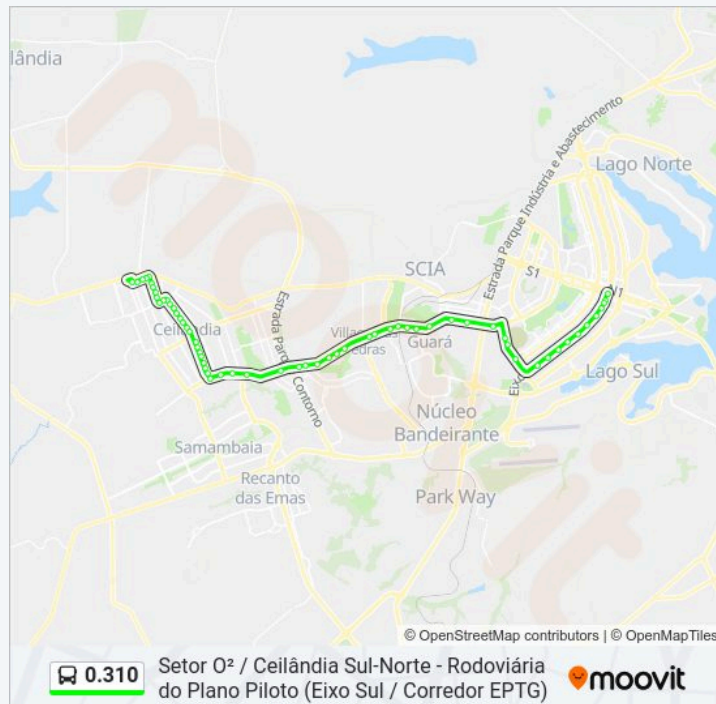 lândia
Estrada Parque Indústria e Abastecimento
Lago Norte
SCIA
S1
N1
Ceilândia
Estrada Parque Contorno
Guará
Lago Sul
Núcleo
Bandeirante
Samambaia
Recanto
das Emas
Park Way
© OpenStreetMap contributors | © OpenMapTiles
0.310
Setor O² / Ceilândia Sul-Norte - Rodoviária
do Plano Piloto (Eixo Sul / Corredor EPTG)
moovit